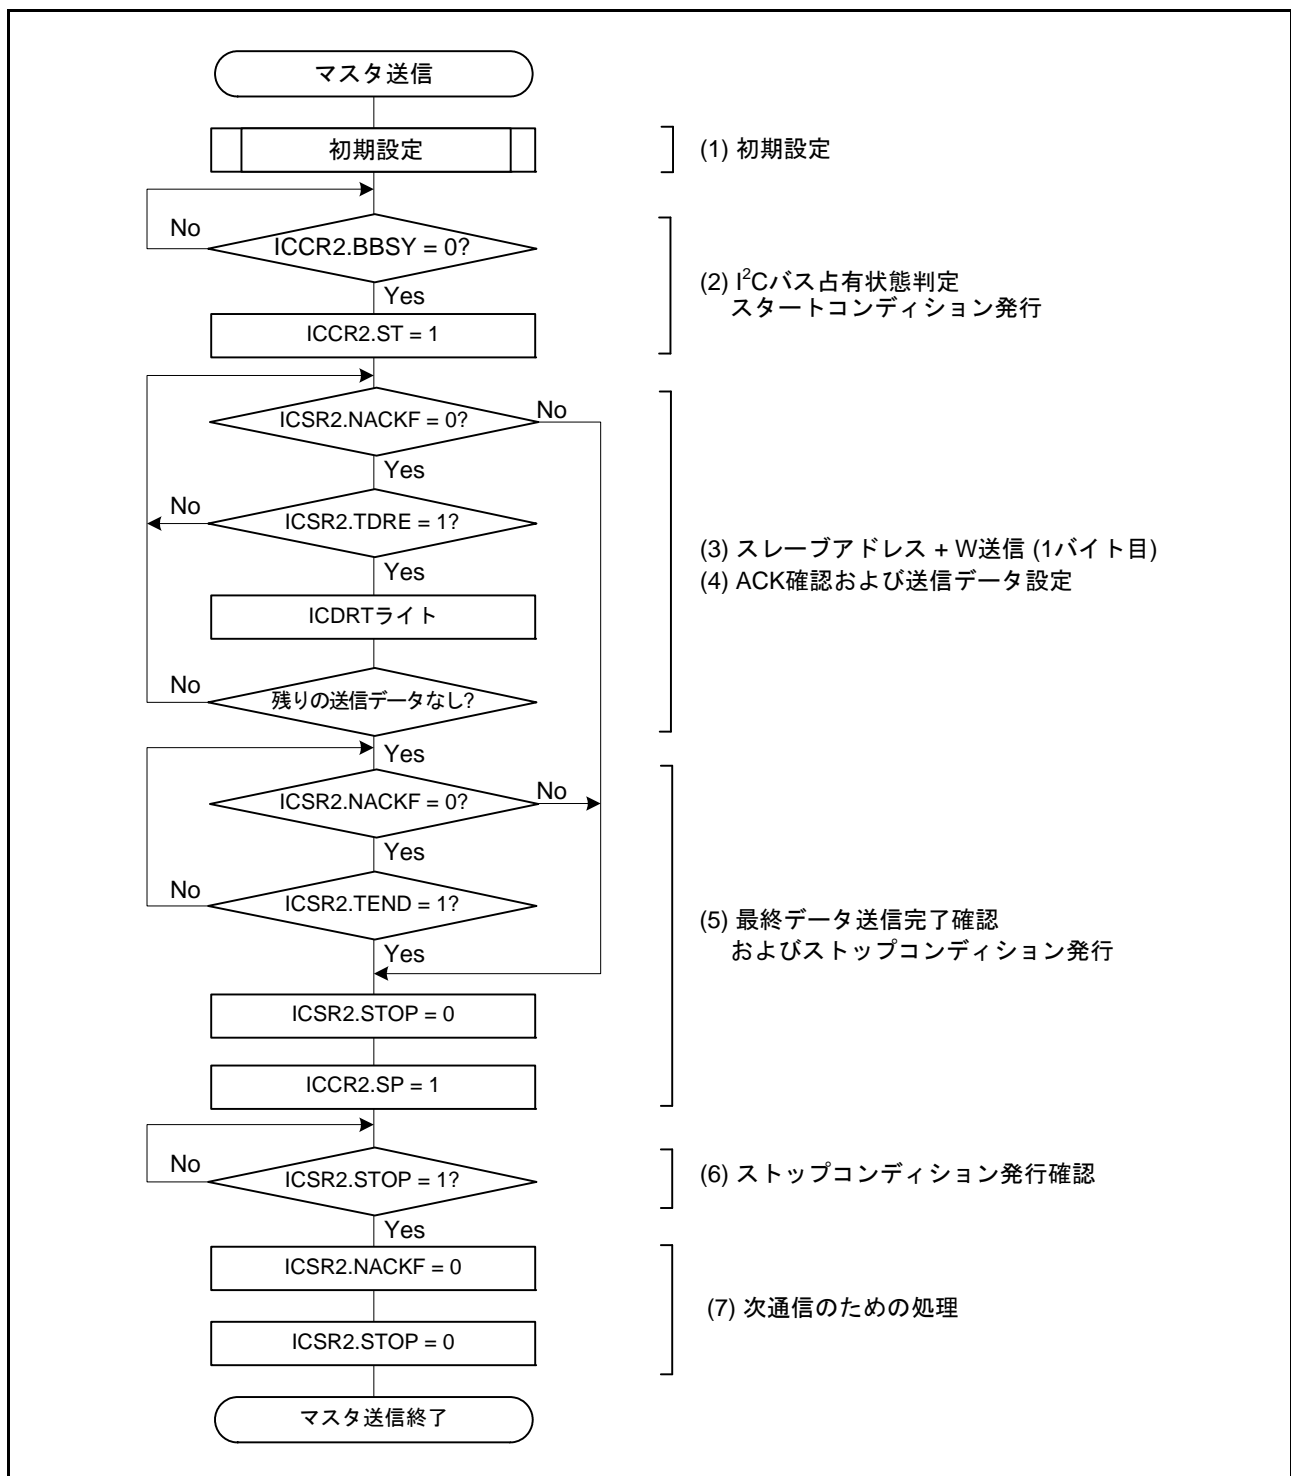 マスタ送信
初期設定
(1) 初期設定
No
ICCR2.BBSY = 0?
Yes
(2) I²Cバス占有状態判定
スタートコンディション発行
ICCR2.ST = 1
ICSR2.NACKF = 0?
No
Yes
No
ICSR2.TDRE = 1?
Yes
(3) スレーブアドレス + W送信 (1バイト目)
(4) ACK確認および送信データ設定
ICDRTライト
No
残りの送信データなし?
Yes
ICSR2.NACKF = 0?
No
Yes
No
ICSR2.TEND = 1?
Yes
(5) 最終データ送信完了確認
およびストップコンディション発行
ICSR2.STOP = 0
ICCR2.SP = 1
No
ICSR2.STOP = 1?
Yes
(6) ストップコンディション発行確認
ICSR2.NACKF = 0
(7) 次通信のための処理
ICSR2.STOP = 0
マスタ送信終了